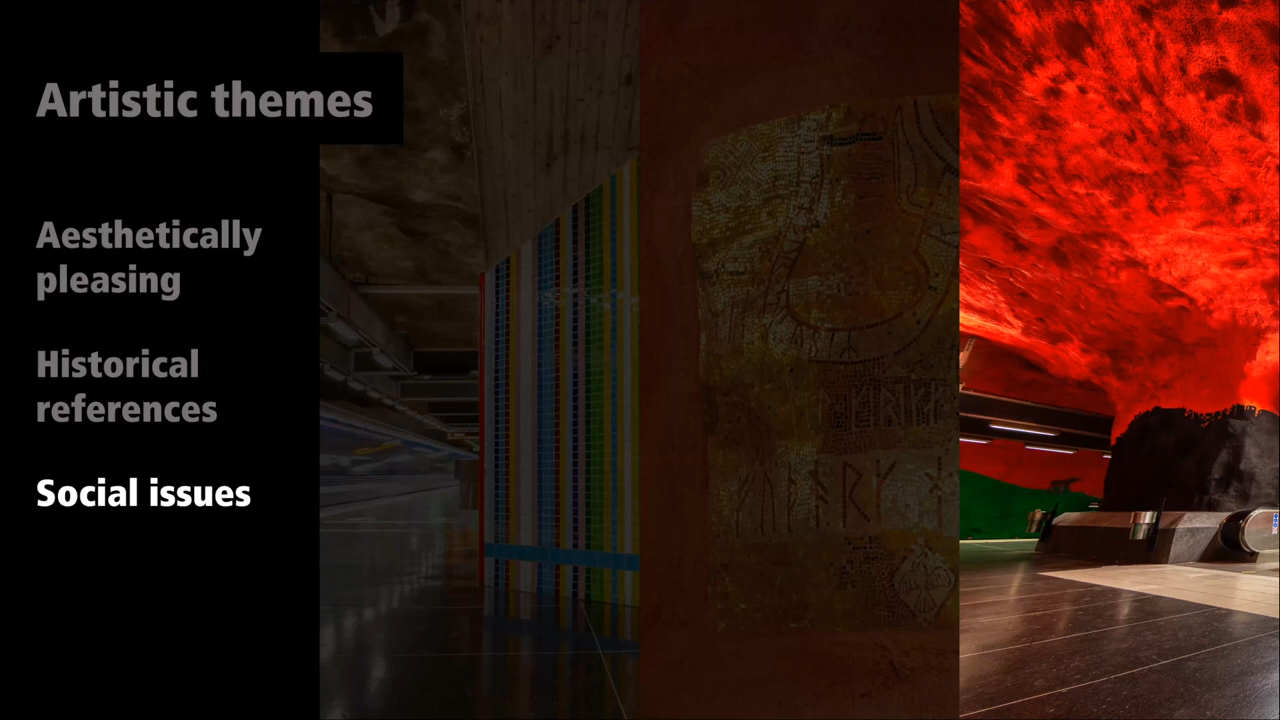 Artistic themes
Aesthetically
pleasing
Historical
references
Social issues